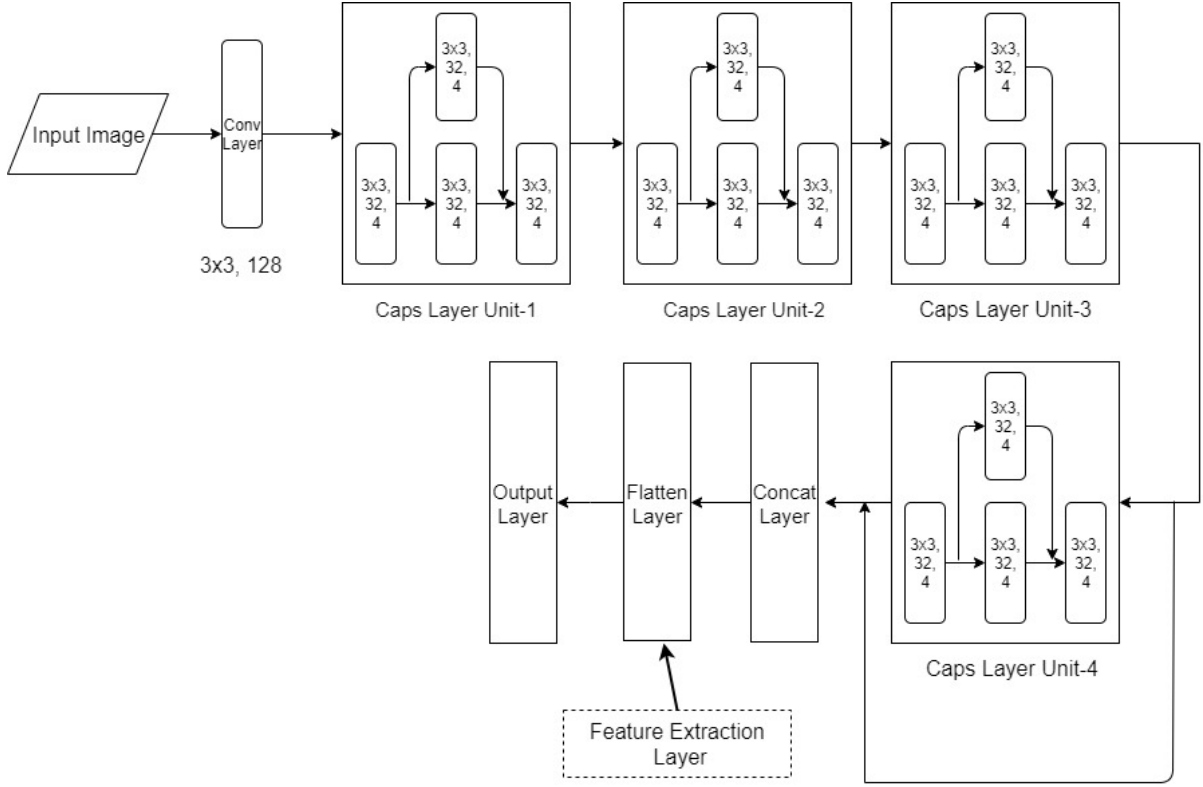 Input Image
Conv
Layer
3x3, 128
3x3,
32,
4
3x3,
32,
4
3x3,
32,
4
3x3,
32,
4
Caps Layer Unit-1
3x3,
32,
4
3x3,
32,
4
3x3,
32,
4
3x3,
32,
4
Caps Layer Unit-2
3x3,
32,
4
3x3,
32,
4
3x3,
32,
4
3x3,
32,
4
Caps Layer Unit-3
3x3,
32,
4
3x3,
32,
4
3x3,
32,
4
3x3,
32,
4
Caps Layer Unit-4
Concat
Layer
Flatten
Layer
Output
Layer
Feature Extraction
Layer